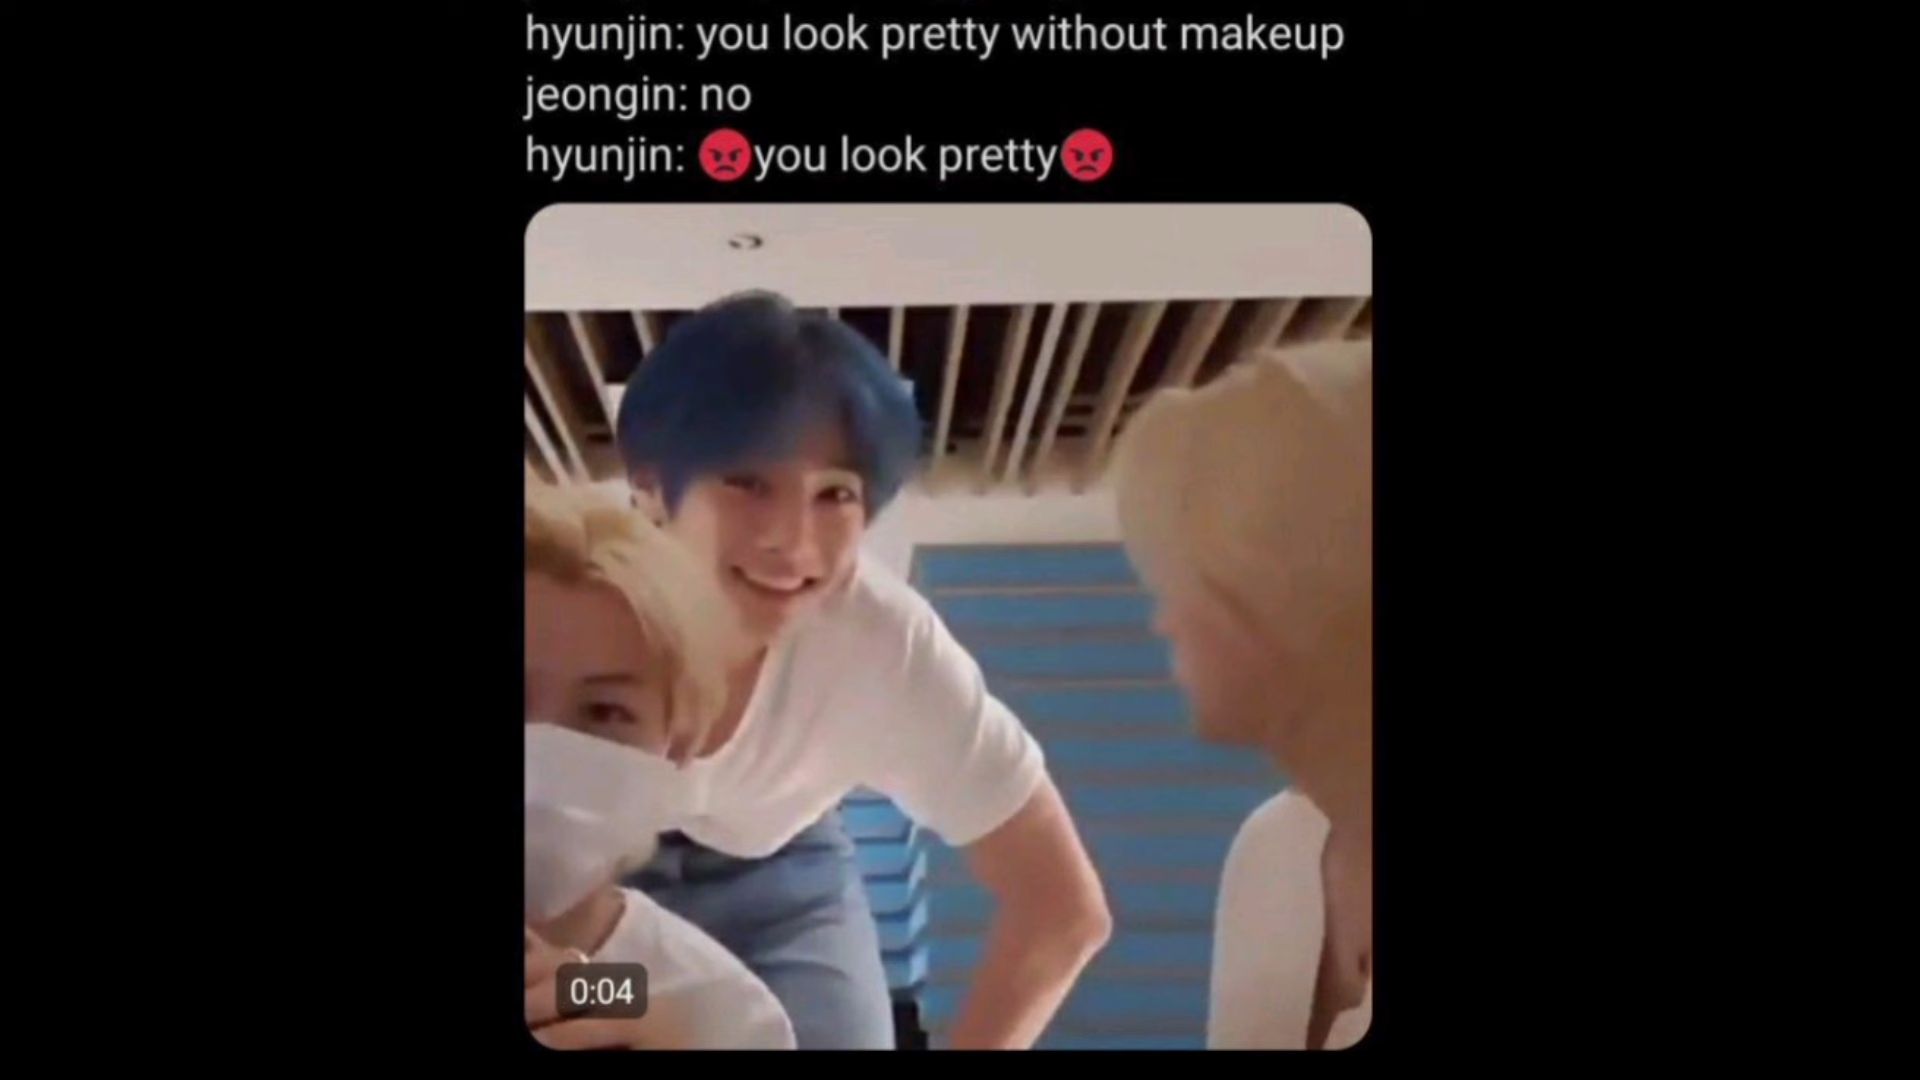 hyunjin: you look pretty without makeup
jeongin: no
hyunjin: 😡you look pretty😡
0:04